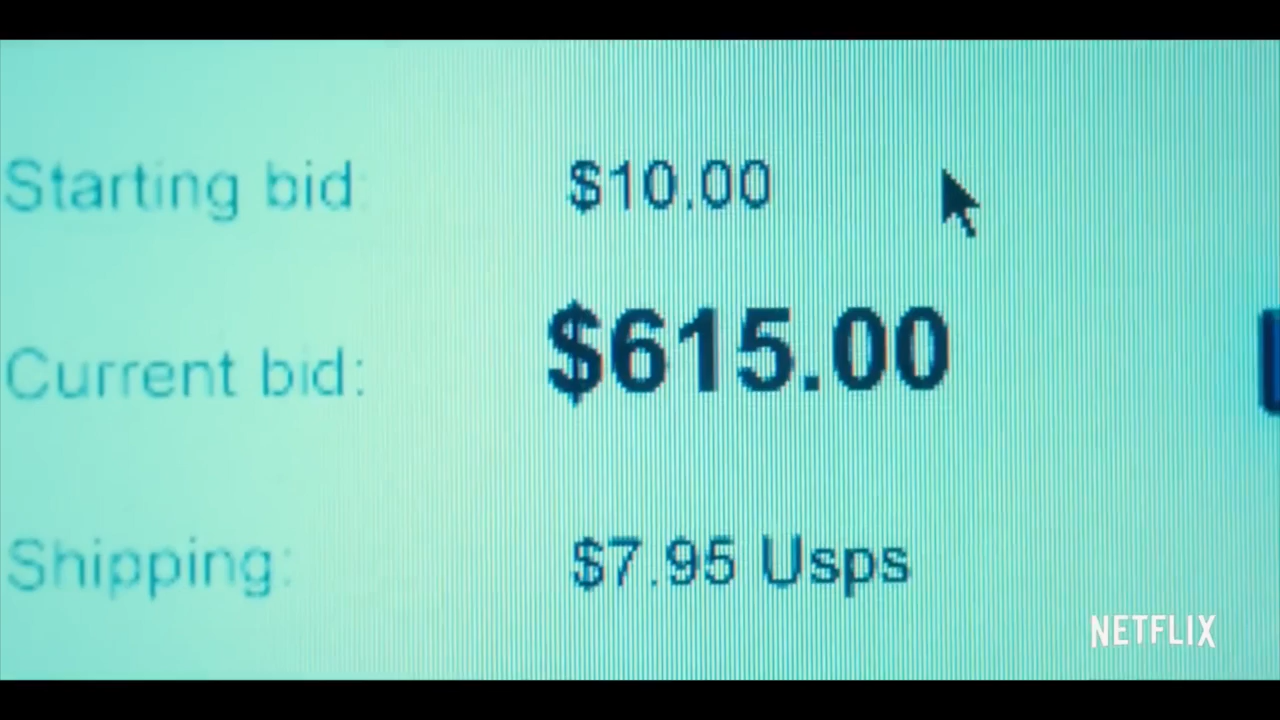 Starting bid: $10.00
Current bid: $615.00
Shipping: $7.95 Usps
NETFLIX